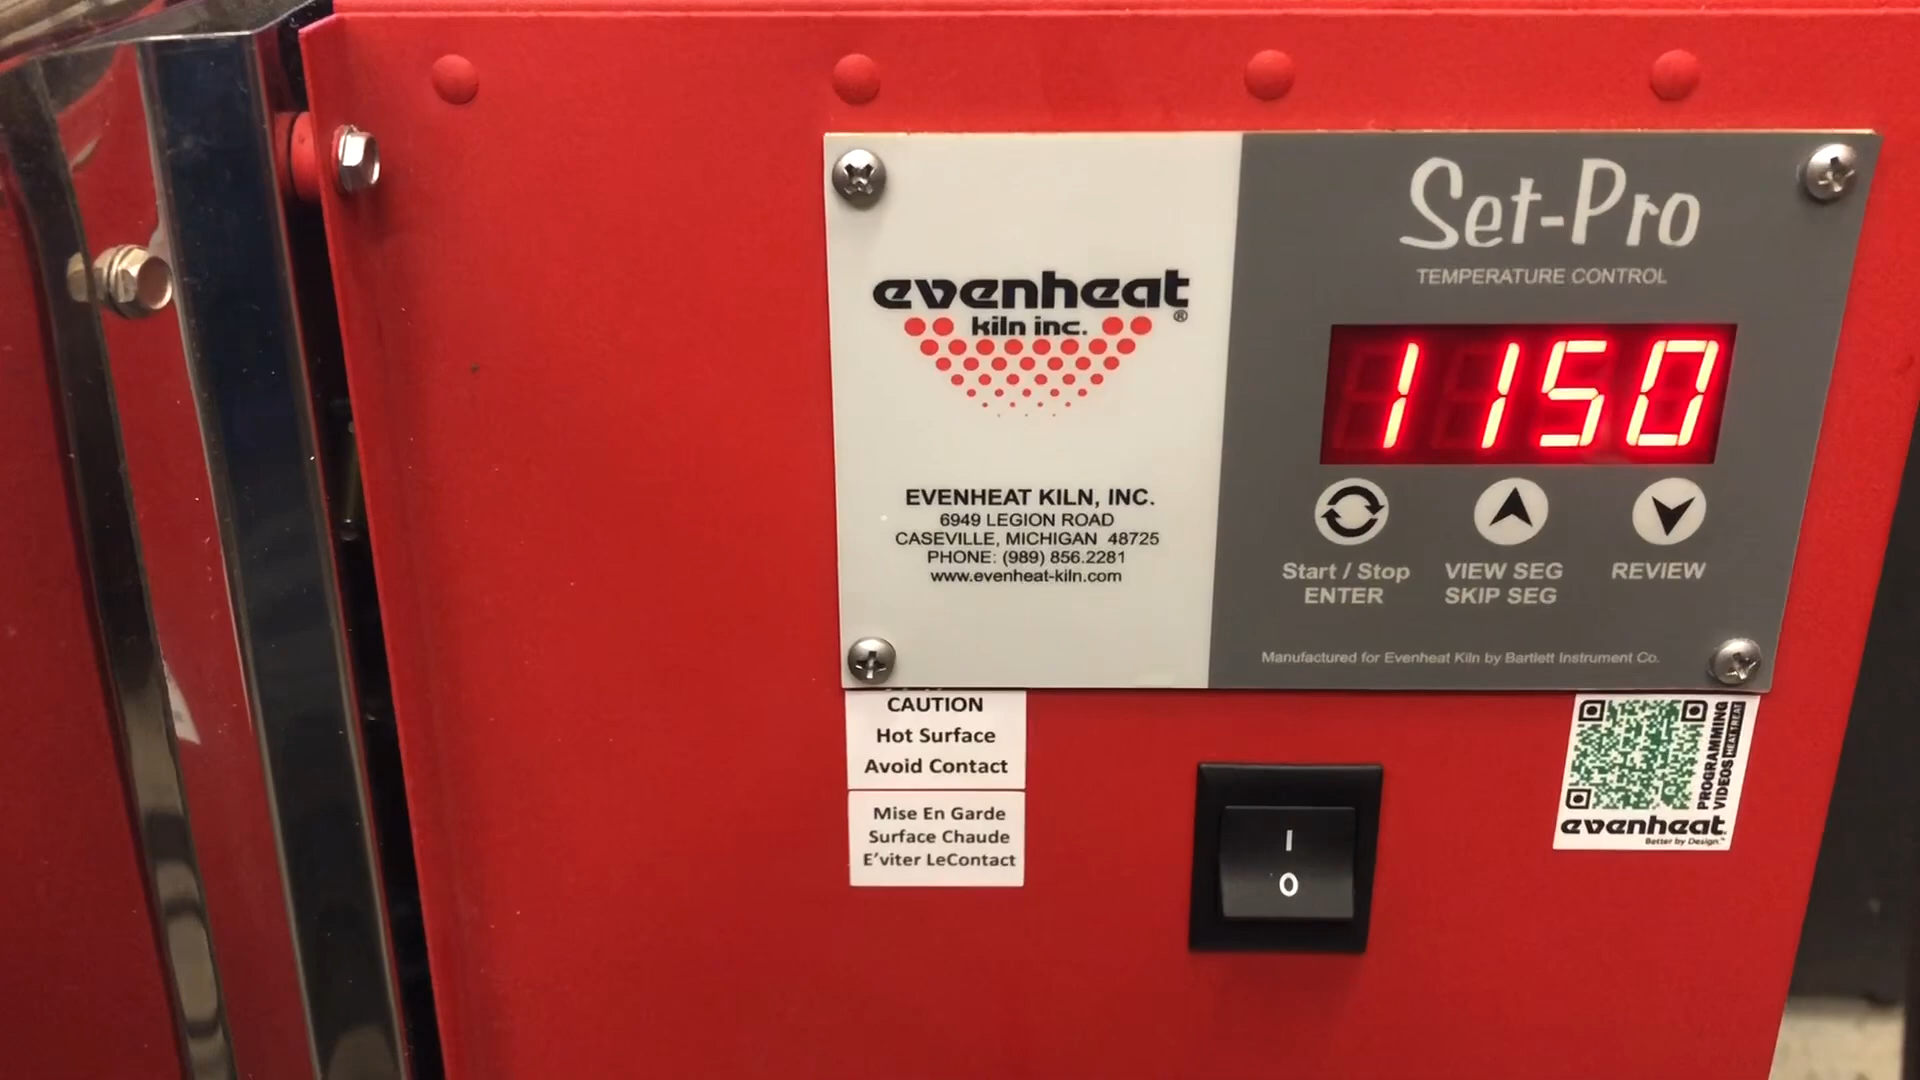 evenheat
®
kiln inc.
EVENHEAT KILN, INC.
6949 LEGION ROAD
CASEVILLE, MICHIGAN 48725
PHONE: (989) 856.2281
www.evenheat-kiln.com
Set-Pro
TEMPERATURE CONTROL
1150
Start / Stop
ENTER
VIEW SEG
SKIP SEG
REVIEW
Manufactured for Evenheat Kiln by Bartlett Instrument Co.
CAUTION
Hot Surface
Avoid Contact
Mise En Garde
Surface Chaude
E'viter LeContact
I
O
PROGRAMMING
VIDEOS HEAT TREAT
evenheat
Better by Design.